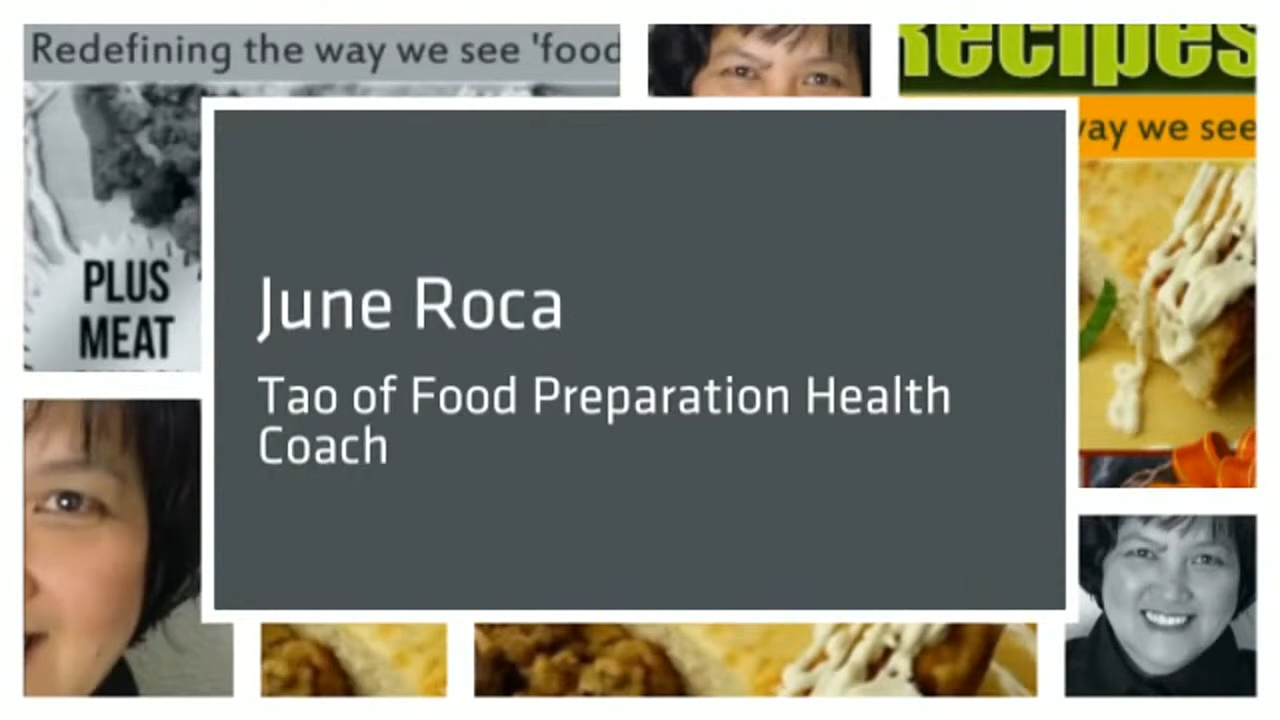 Redefining the way we see 'food
Recipes
way we see
PLUS
MEAT
June Roca
Tao of Food Preparation Health
Coach